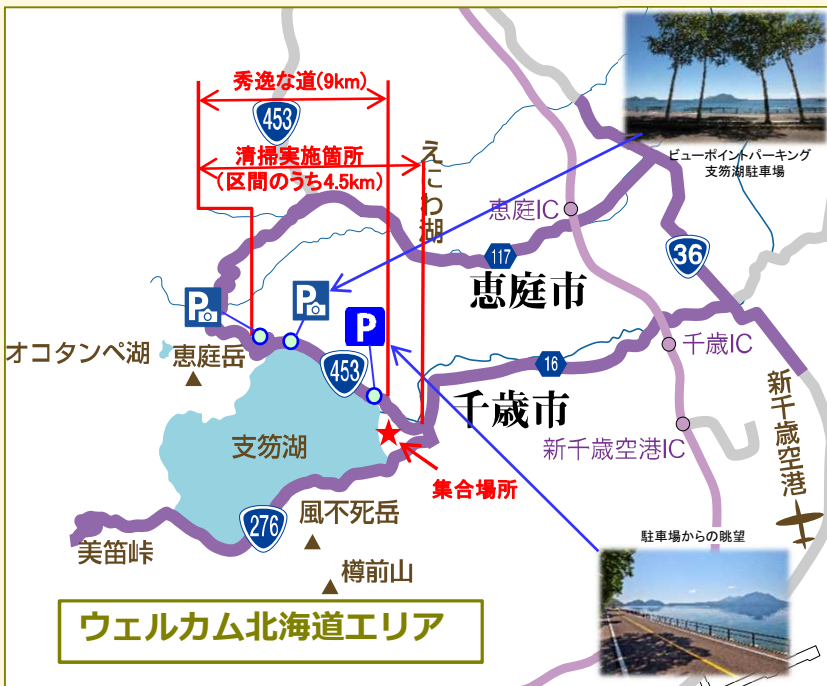 秀逸な道(9km)
453
清掃実施箇所
(区間のうち4.5km)
えこわ湖
ビューポイントパーキング
支笏湖駐車場
恵庭IC
117
恵庭市
36
P
P
P
オコタンペ湖
恵庭岳
453
16
千歳IC
千歳市
新千歳空港IC
新千歳空港
支笏湖
集合場所
276
風不死岳
美笛峠
樽前山
駐車場からの眺望
ウェルカム北海道エリア